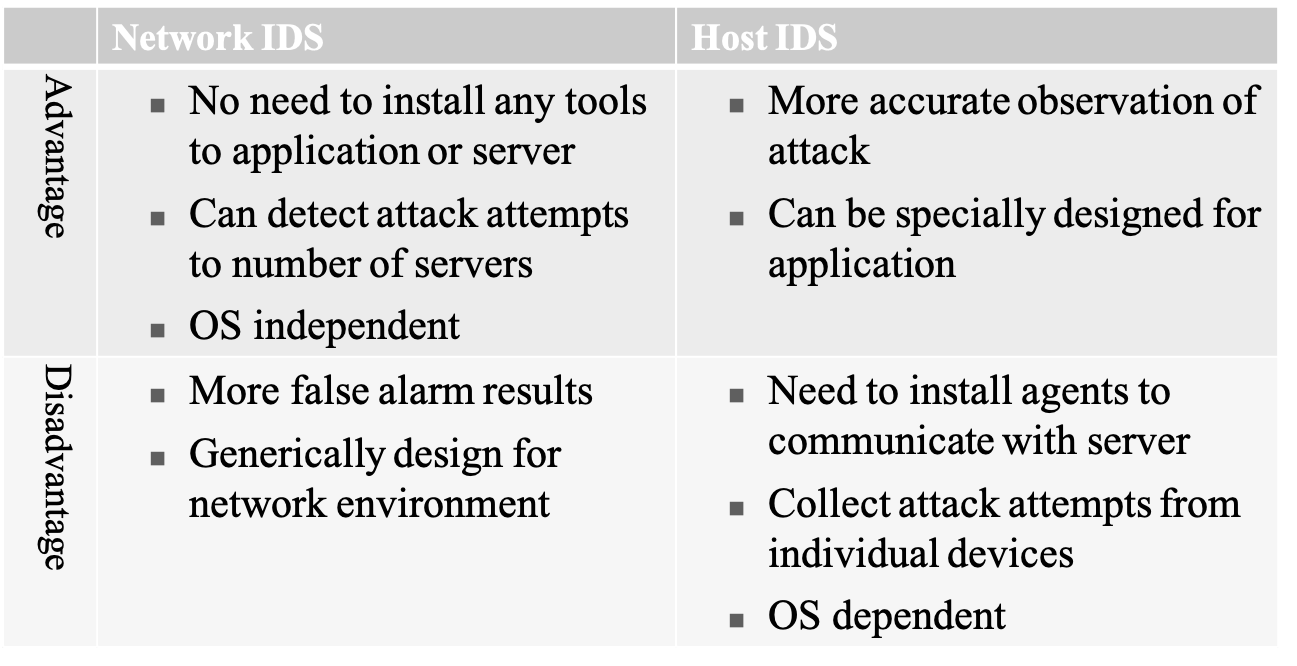 Network IDS
Host IDS
Advantage
■ No need to install any tools
to application or server
■ Can detect attack attempts
to number of servers
■ OS independent
■ More accurate observation of
attack
■ Can be specially designed for
application
Disadvantage
■ More false alarm results
■ Generically design for
network environment
■ Need to install agents to
communicate with server
■ Collect attack attempts from
individual devices
■ OS dependent